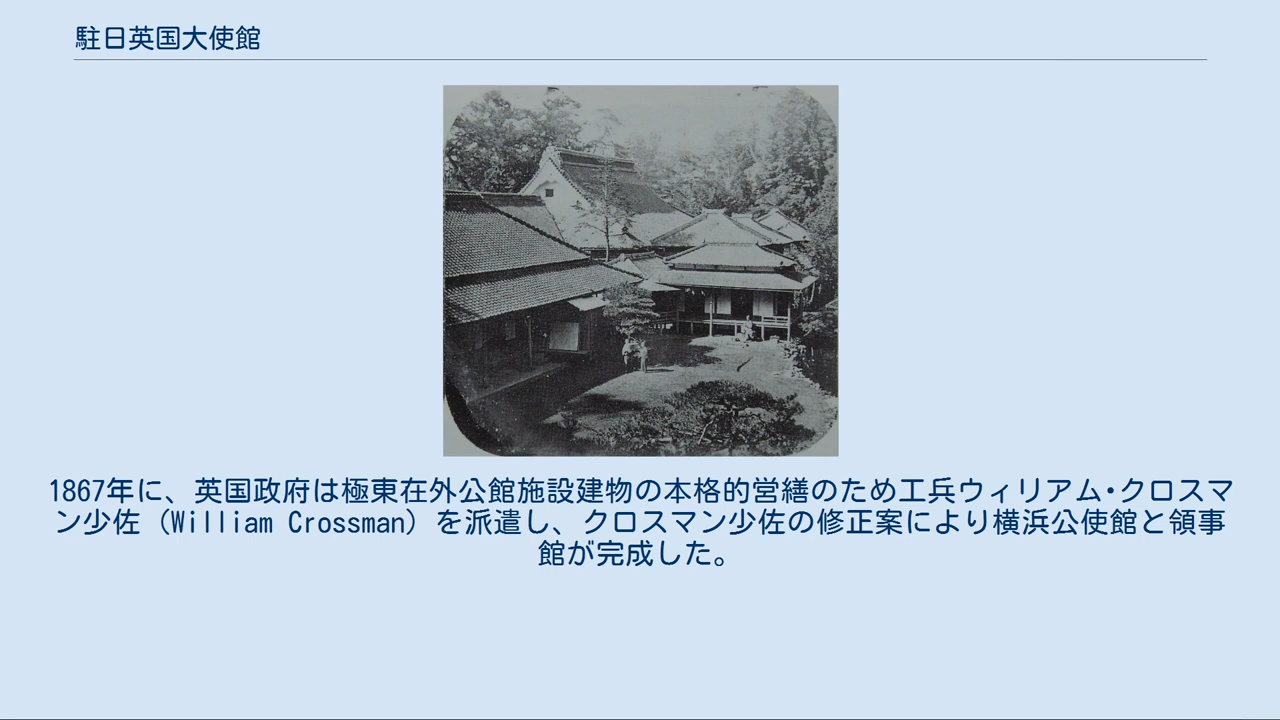 駐日英国大使館
1867年に、英国政府は極東在外公館施設建物の本格的営繕のため工兵ウィリアム・クロスマ
ン少佐（William Crossman）を派遣し、クロスマン少佐の修正案により横浜公使館と領事
館が完成した。